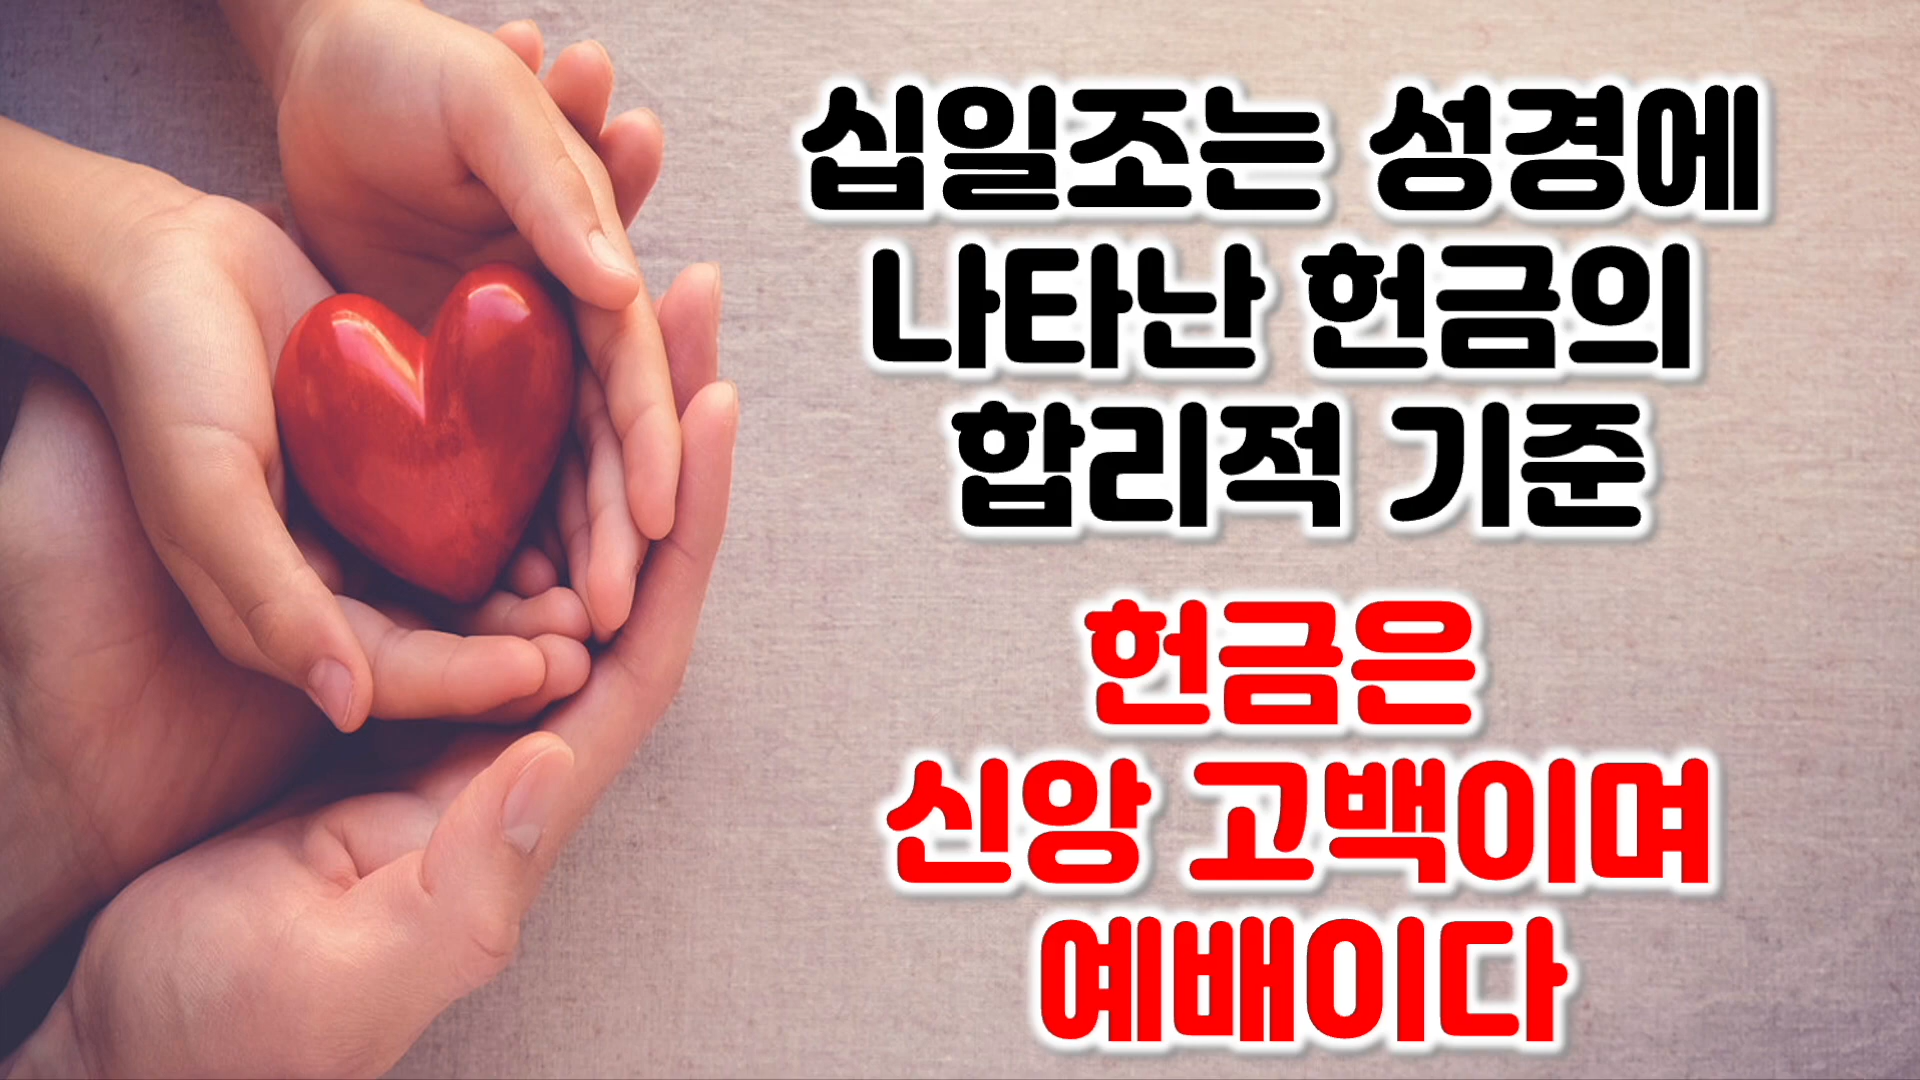 십일조는 성경에
나타난 헌금의
합리적 기준
헌금은
신앙 고백이며
예배이다